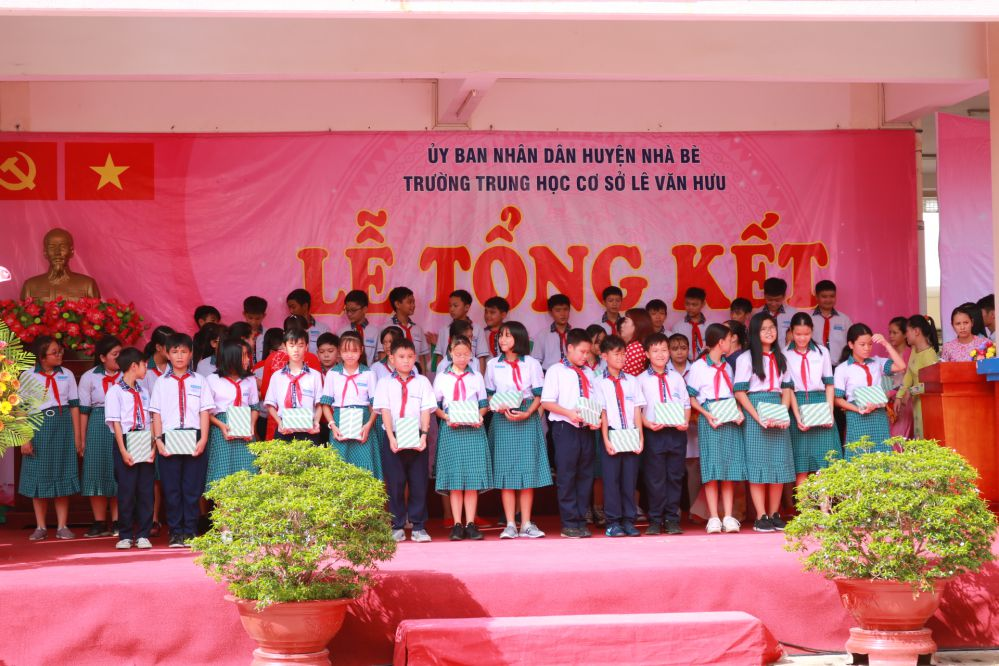 ỦY BAN NHÂN DÂN HUYỆN NHÀ BÈ
TRƯỜNG TRUNG HỌC CƠ SỞ LÊ VĂN HƯU
LỄ TỔNG KẾT